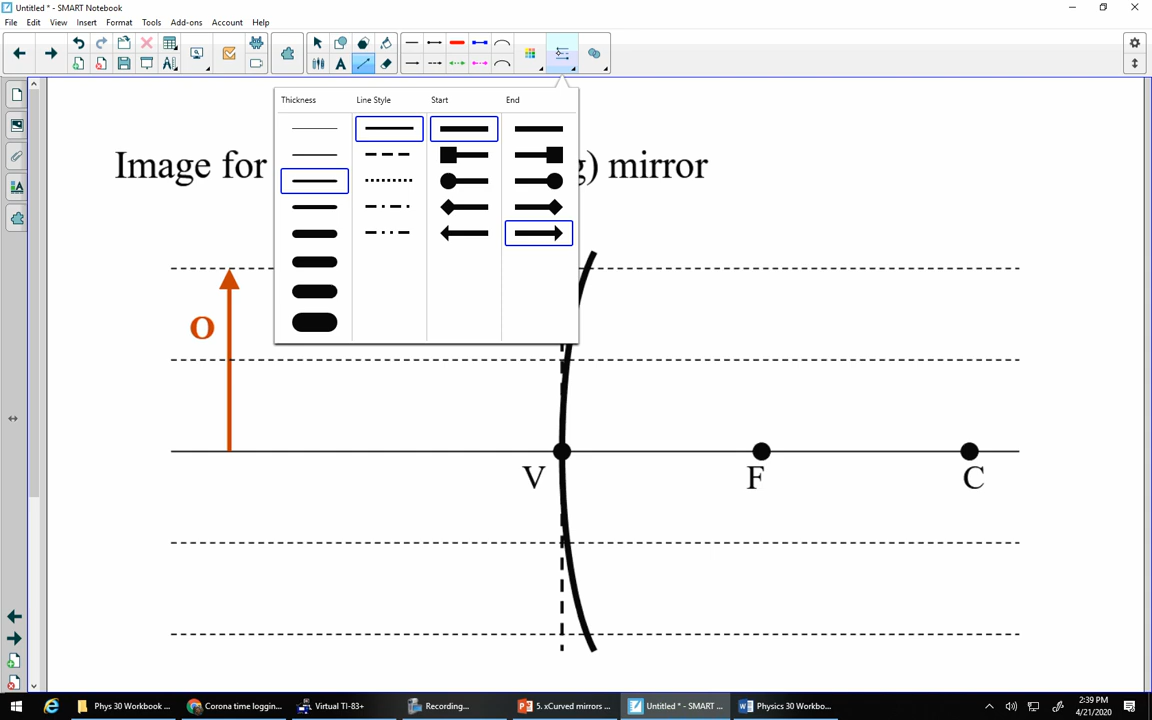 Untitled * - SMART Notebook
File Edit View Insert Format Tools Add-ons Account Help
Thickness Line Style Start End
Image for g) mirror
O
V F C
Phys 30 Workbook ... Corona time loggin... Virtual TI-83+ Recording... 5. xCurved mirrors ... Untitled * - SMART ... Physics 30 Workbo...
2:39 PM
4/21/2020